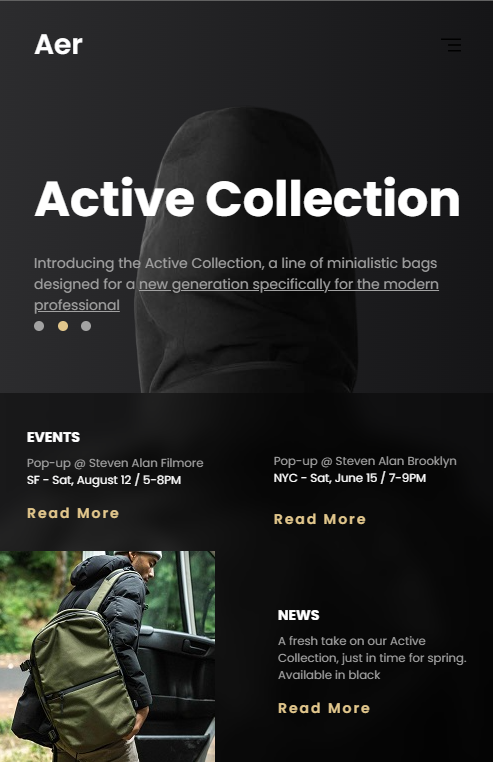 Aer
Active Collection
Introducing the Active Collection, a line of minialistic bags
designed for a new generation specifically for the modern
professional
EVENTS
Pop-up @ Steven Alan Filmore
SF - Sat, August 12 / 5-8PM
Read More
Pop-up @ Steven Alan Brooklyn
NYC - Sat, June 15 / 7-9PM
Read More
NEWS
A fresh take on our Active
Collection, just in time for spring.
Available in black
Read More